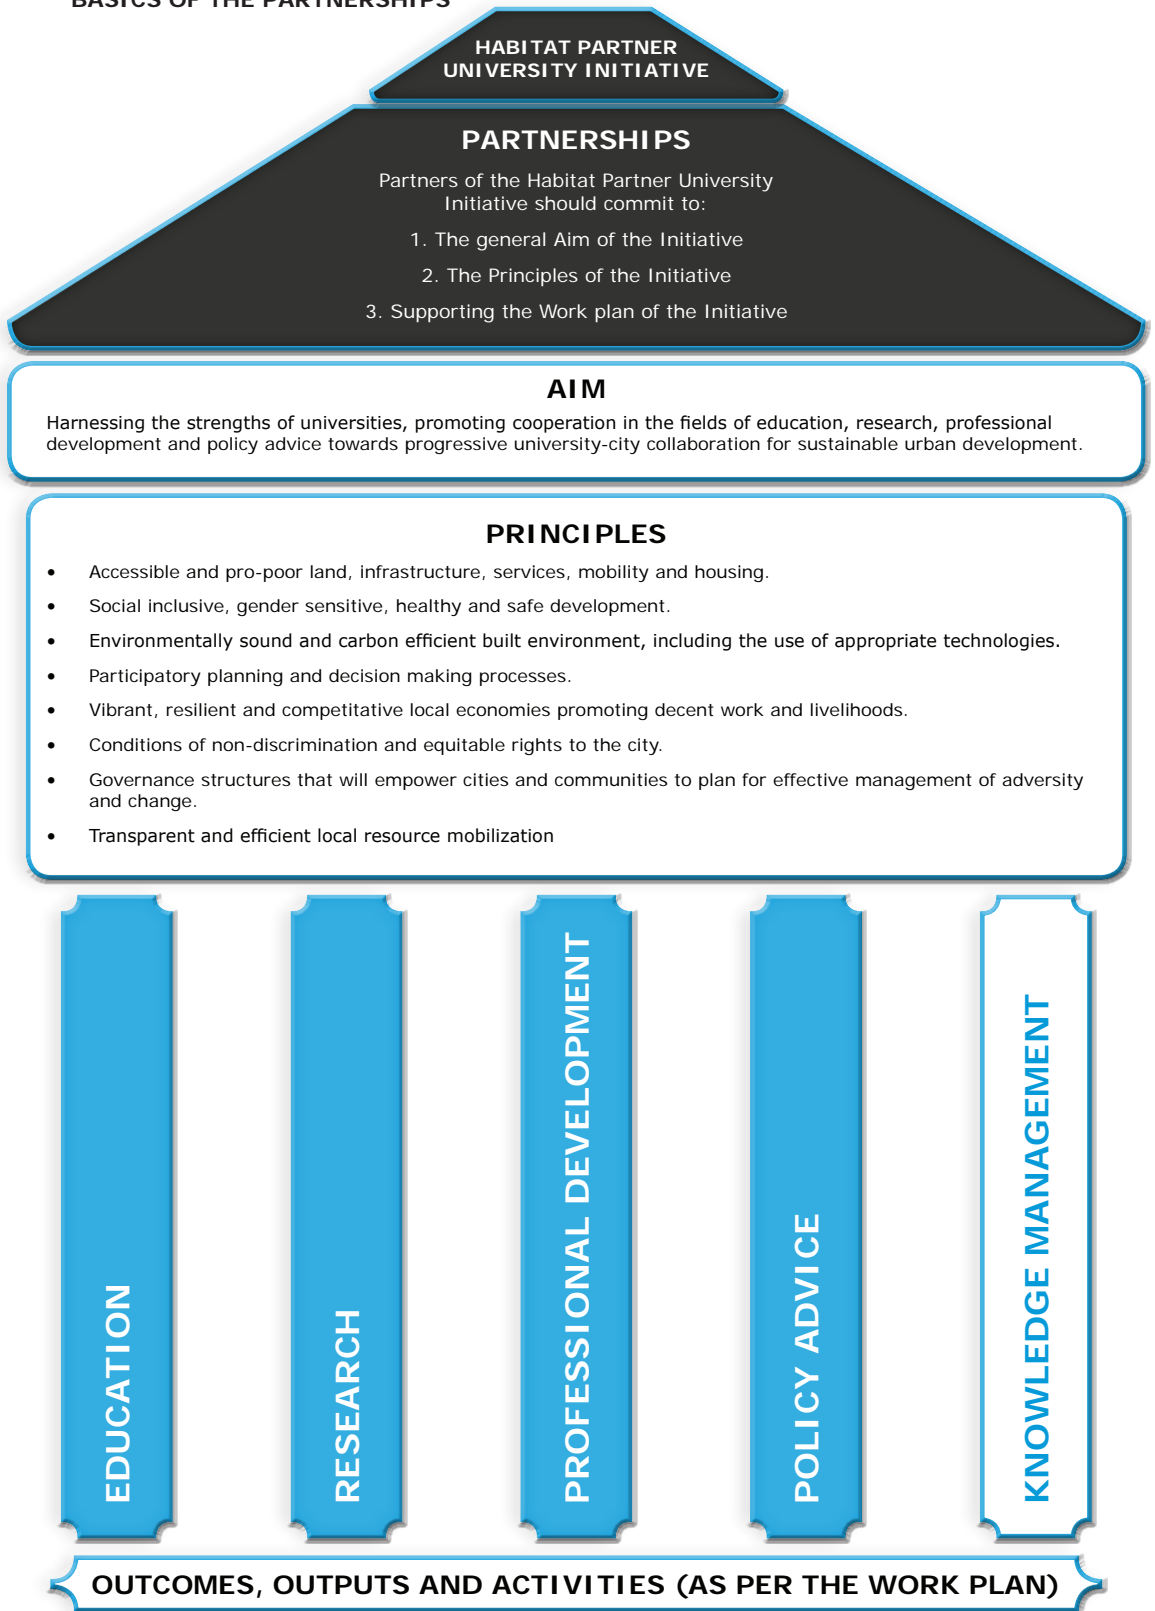 BASICS OF THE PARTNERSHIPS
HABITAT PARTNER
UNIVERSITY INITIATIVE
PARTNERSHIPS
Partners of the Habitat Partner University
Initiative should commit to:
1. The general Aim of the Initiative
2. The Principles of the Initiative
3. Supporting the Work plan of the Initiative
AIM
Harnessing the strengths of universities, promoting cooperation in the fields of education, research, professional
development and policy advice towards progressive university-city collaboration for sustainable urban development.
PRINCIPLES
• Accessible and pro-poor land, infrastructure, services, mobility and housing.
• Social inclusive, gender sensitive, healthy and safe development.
• Environmentally sound and carbon efficient built environment, including the use of appropriate technologies.
• Participatory planning and decision making processes.
• Vibrant, resilient and competitative local economies promoting decent work and livelihoods.
• Conditions of non-discrimination and equitable rights to the city.
• Governance structures that will empower cities and communities to plan for effective management of adversity
and change.
• Transparent and efficient local resource mobilization
EDUCATION
RESEARCH
PROFESSIONAL DEVELOPMENT
POLICY ADVICE
KNOWLEDGE MANAGEMENT
OUTCOMES, OUTPUTS AND ACTIVITIES (AS PER THE WORK PLAN)